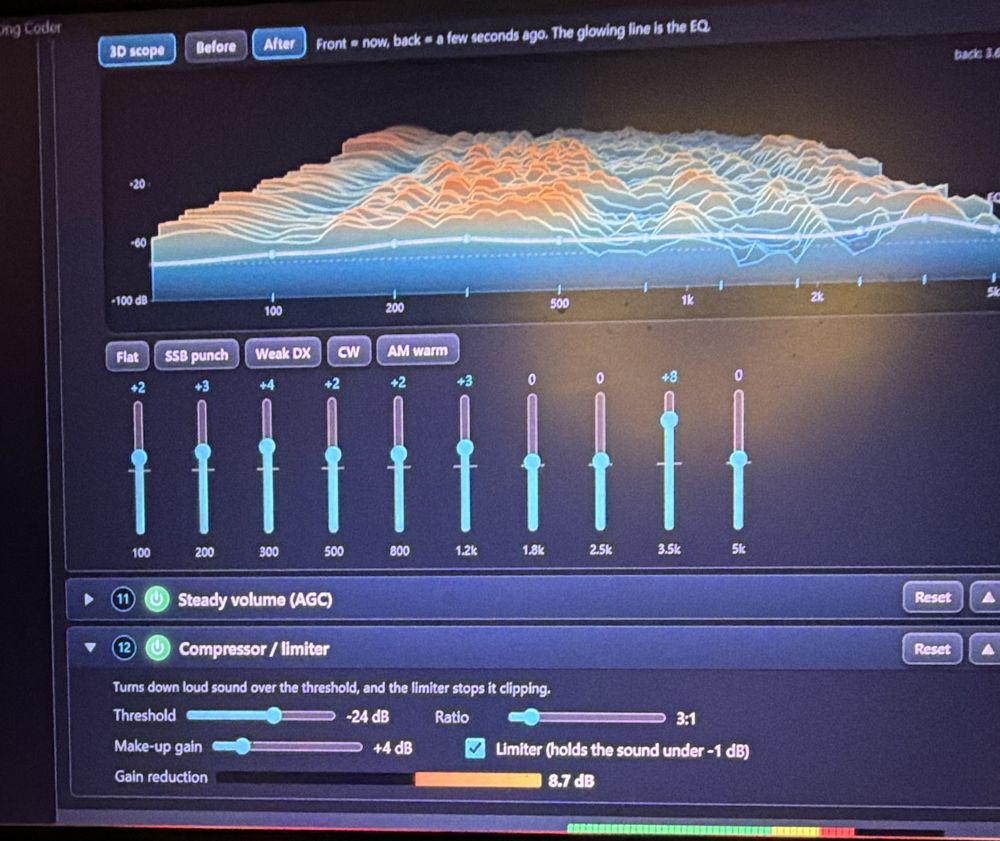 Coder
3D scope Before After Front = now, back = a few seconds ago. The glowing line is the EQ.
back: 3.6
-20
-60
-100 dB
100 200 500 1k 2k 5k
Flat SSB punch Weak DX CW AM warm
+2 +3 +4 +2 +2 +3 0 0 +8 0
100 200 300 500 800 1.2k 1.8k 2.5k 3.5k 5k
11 Steady volume (AGC) Reset
12 Compressor / limiter Reset
Turns down loud sound over the threshold, and the limiter stops it clipping.
Threshold -24 dB Ratio 3:1
Make-up gain +4 dB Limiter (holds the sound under -1 dB)
Gain reduction 8.7 dB